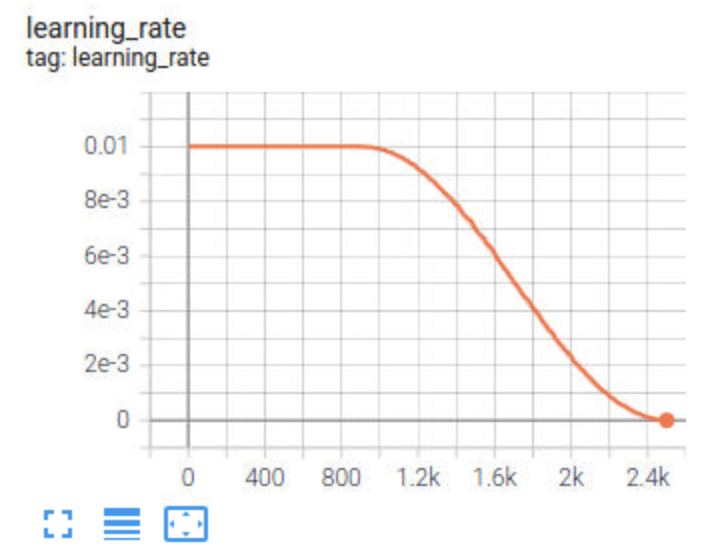 learning_rate
tag: learning_rate
0.01
8e-3
6e-3
4e-3
2e-3
0
0 400 800 1.2k 1.6k 2k 2.4k